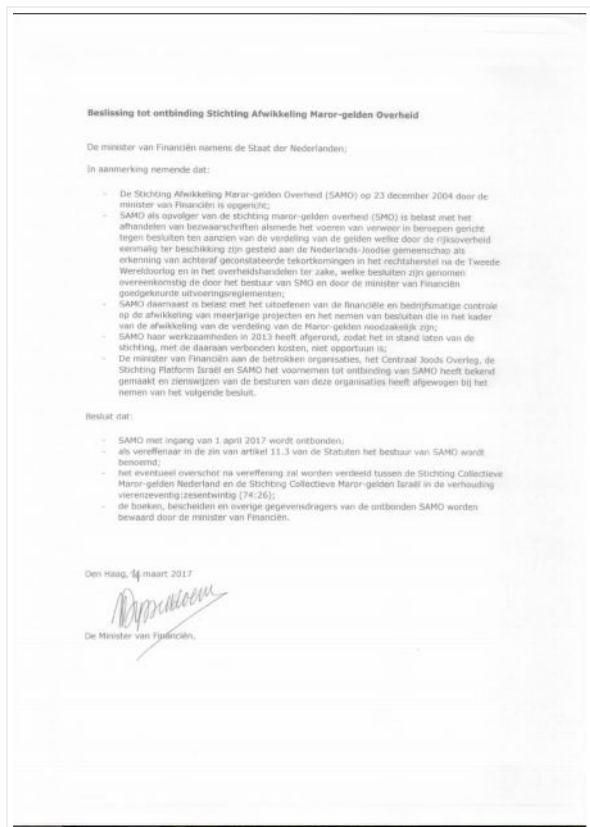 Beslissing tot ontbinding Stichting Afwikkeling Maror-gelden Overheid
De minister van Financiën namens de Staat der Nederlanden;
In aanmerking nemende dat:
- De Stichting Afwikkeling Maror-gelden Overheid (SAMO) op 23 december 2004 door de
minister van Financiën is opgericht;
- SAMO als opvolger van de stichting maror-gelden overheid (SMO) is belast met het
afhandelen van bezwaarschriften alsmede het voeren van verweer in beroepen gericht
tegen besluiten ten aanzien van de verdeling van de gelden welke door de rijksoverheid
eenmalig ter beschikking zijn gesteld aan de Nederlands-Joodse gemeenschap als
erkenning van achteraf geconstateerde tekortkomingen in het rechtsherstel na de Tweede
Wereldoorlog en in het overheidshandelen ter zake, welke besluiten zijn genomen
overeenkomstig de door het bestuur van SMO en door de minister van Financiën
goedgekeurde uitvoeringsreglementen;
- SAMO daarnaast is belast met het uitoefenen van de financiële en bedrijfsmatige controle
op de afwikkeling van meerjarige projecten en het nemen van besluiten die in het kader
van de afwikkeling van de verdeling van de Maror-gelden noodzakelijk zijn;
- SAMO haar werkzaamheden in 2013 heeft afgerond, zodat het in stand laten van de
stichting, met de daaraan verbonden kosten, niet opportuun is;
- De minister van Financiën aan de betrokken organisaties, het Centraal Joods Overleg, de
Stichting Platform Israël en SAMO het voornemen tot ontbinding van SAMO heeft bekend
gemaakt en zienswijzen van de besturen van deze organisaties heeft afgewogen bij het
nemen van het volgende besluit.
Besluit dat:
- SAMO met ingang van 1 april 2017 wordt ontbonden;
- als vereffenaar in de zin van artikel 11.3 van de Statuten het bestuur van SAMO wordt
benoemd;
- het eventueel overschot na vereffening zal worden verdeeld tussen de Stichting Collectieve
Maror-gelden Nederland en de Stichting Collectieve Maror-gelden Israël in de verhouding
vierenzeventig:zesentwintig (74:26);
- de boeken, bescheiden en overige gegevensdragers van de ontbonden SAMO worden
bewaard door de minister van Financiën.
Den Haag, maart 2017
De Minister van Financiën,